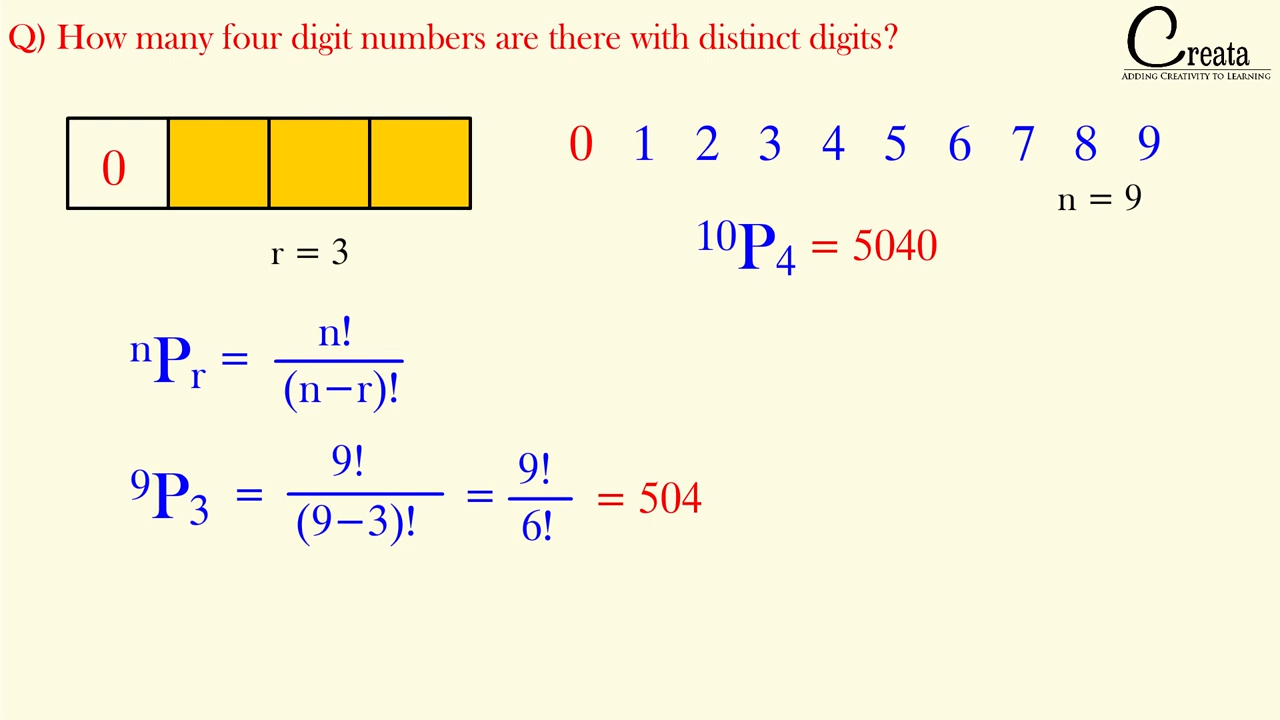 Q) How many four digit numbers are there with distinct digits?
Creata
ADDING CREATIVITY TO LEARNING
0
0 1 2 3 4 5 6 7 8 9
n = 9
r = 3
¹⁰P₄ = 5040
ⁿPᵣ = n! / (n−r)!
⁹P₃ = 9! / (9−3)! = 9! / 6! = 504